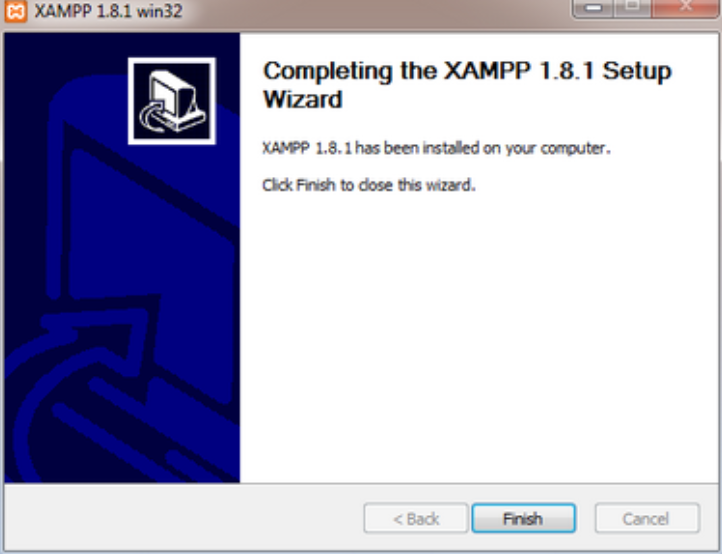 XAMPP 1.8.1 win32
Completing the XAMPP 1.8.1 Setup
Wizard
XAMPP 1.8.1 has been installed on your computer.
Click Finish to close this wizard.
< Back
Finish
Cancel